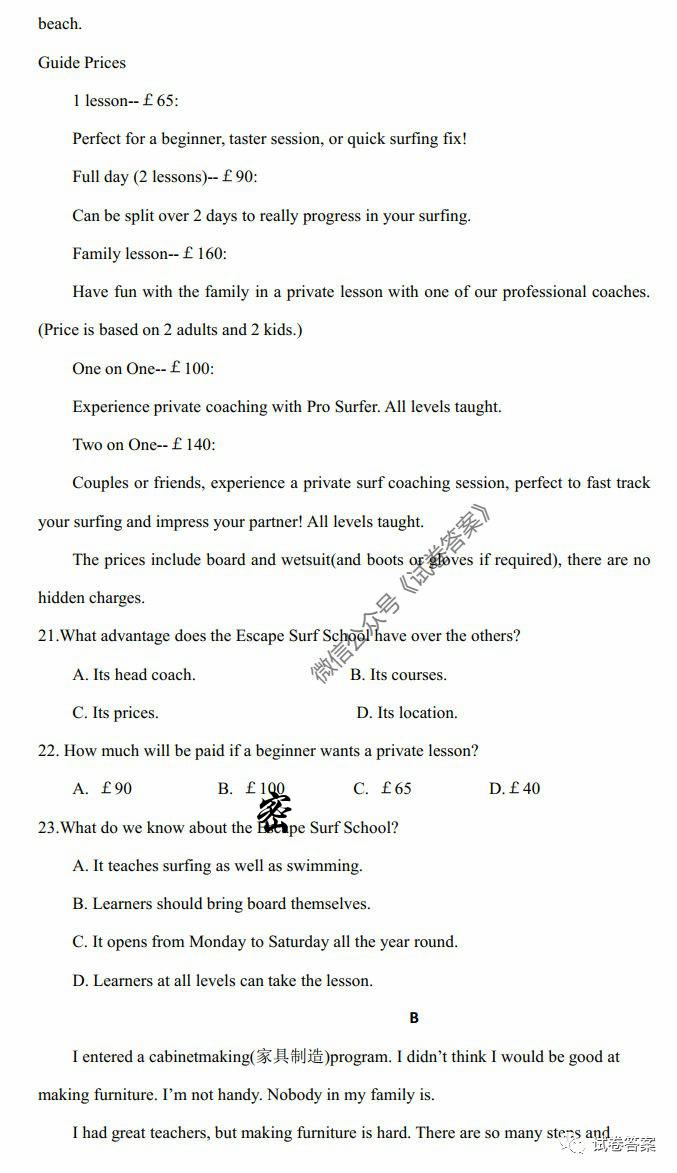 beach.
Guide Prices
1 lesson--￡65:
Perfect for a beginner, taster session, or quick surfing fix!
Full day (2 lessons)--￡90:
Can be split over 2 days to really progress in your surfing.
Family lesson--￡160:
Have fun with the family in a private lesson with one of our professional coaches.
(Price is based on 2 adults and 2 kids.)
One on One--￡100:
Experience private coaching with Pro Surfer. All levels taught.
Two on One--￡140:
Couples or friends, experience a private surf coaching session, perfect to fast track
your surfing and impress your partner! All levels taught.
The prices include board and wetsuit(and boots or gloves if required), there are no
hidden charges.
微信公众号《试卷答案》
21.What advantage does the Escape Surf School have over the others?
A. Its head coach. B. Its courses.
C. Its prices. D. Its location.
22. How much will be paid if a beginner wants a private lesson?
A. ￡90 B. ￡100 C. ￡65 D.￡40
密
23.What do we know about the Escape Surf School?
A. It teaches surfing as well as swimming.
B. Learners should bring board themselves.
C. It opens from Monday to Saturday all the year round.
D. Learners at all levels can take the lesson.
B
I entered a cabinetmaking(家具制造)program. I didn't think I would be good at
making furniture. I'm not handy. Nobody in my family is.
I had great teachers, but making furniture is hard. There are so many steps and
试卷答案